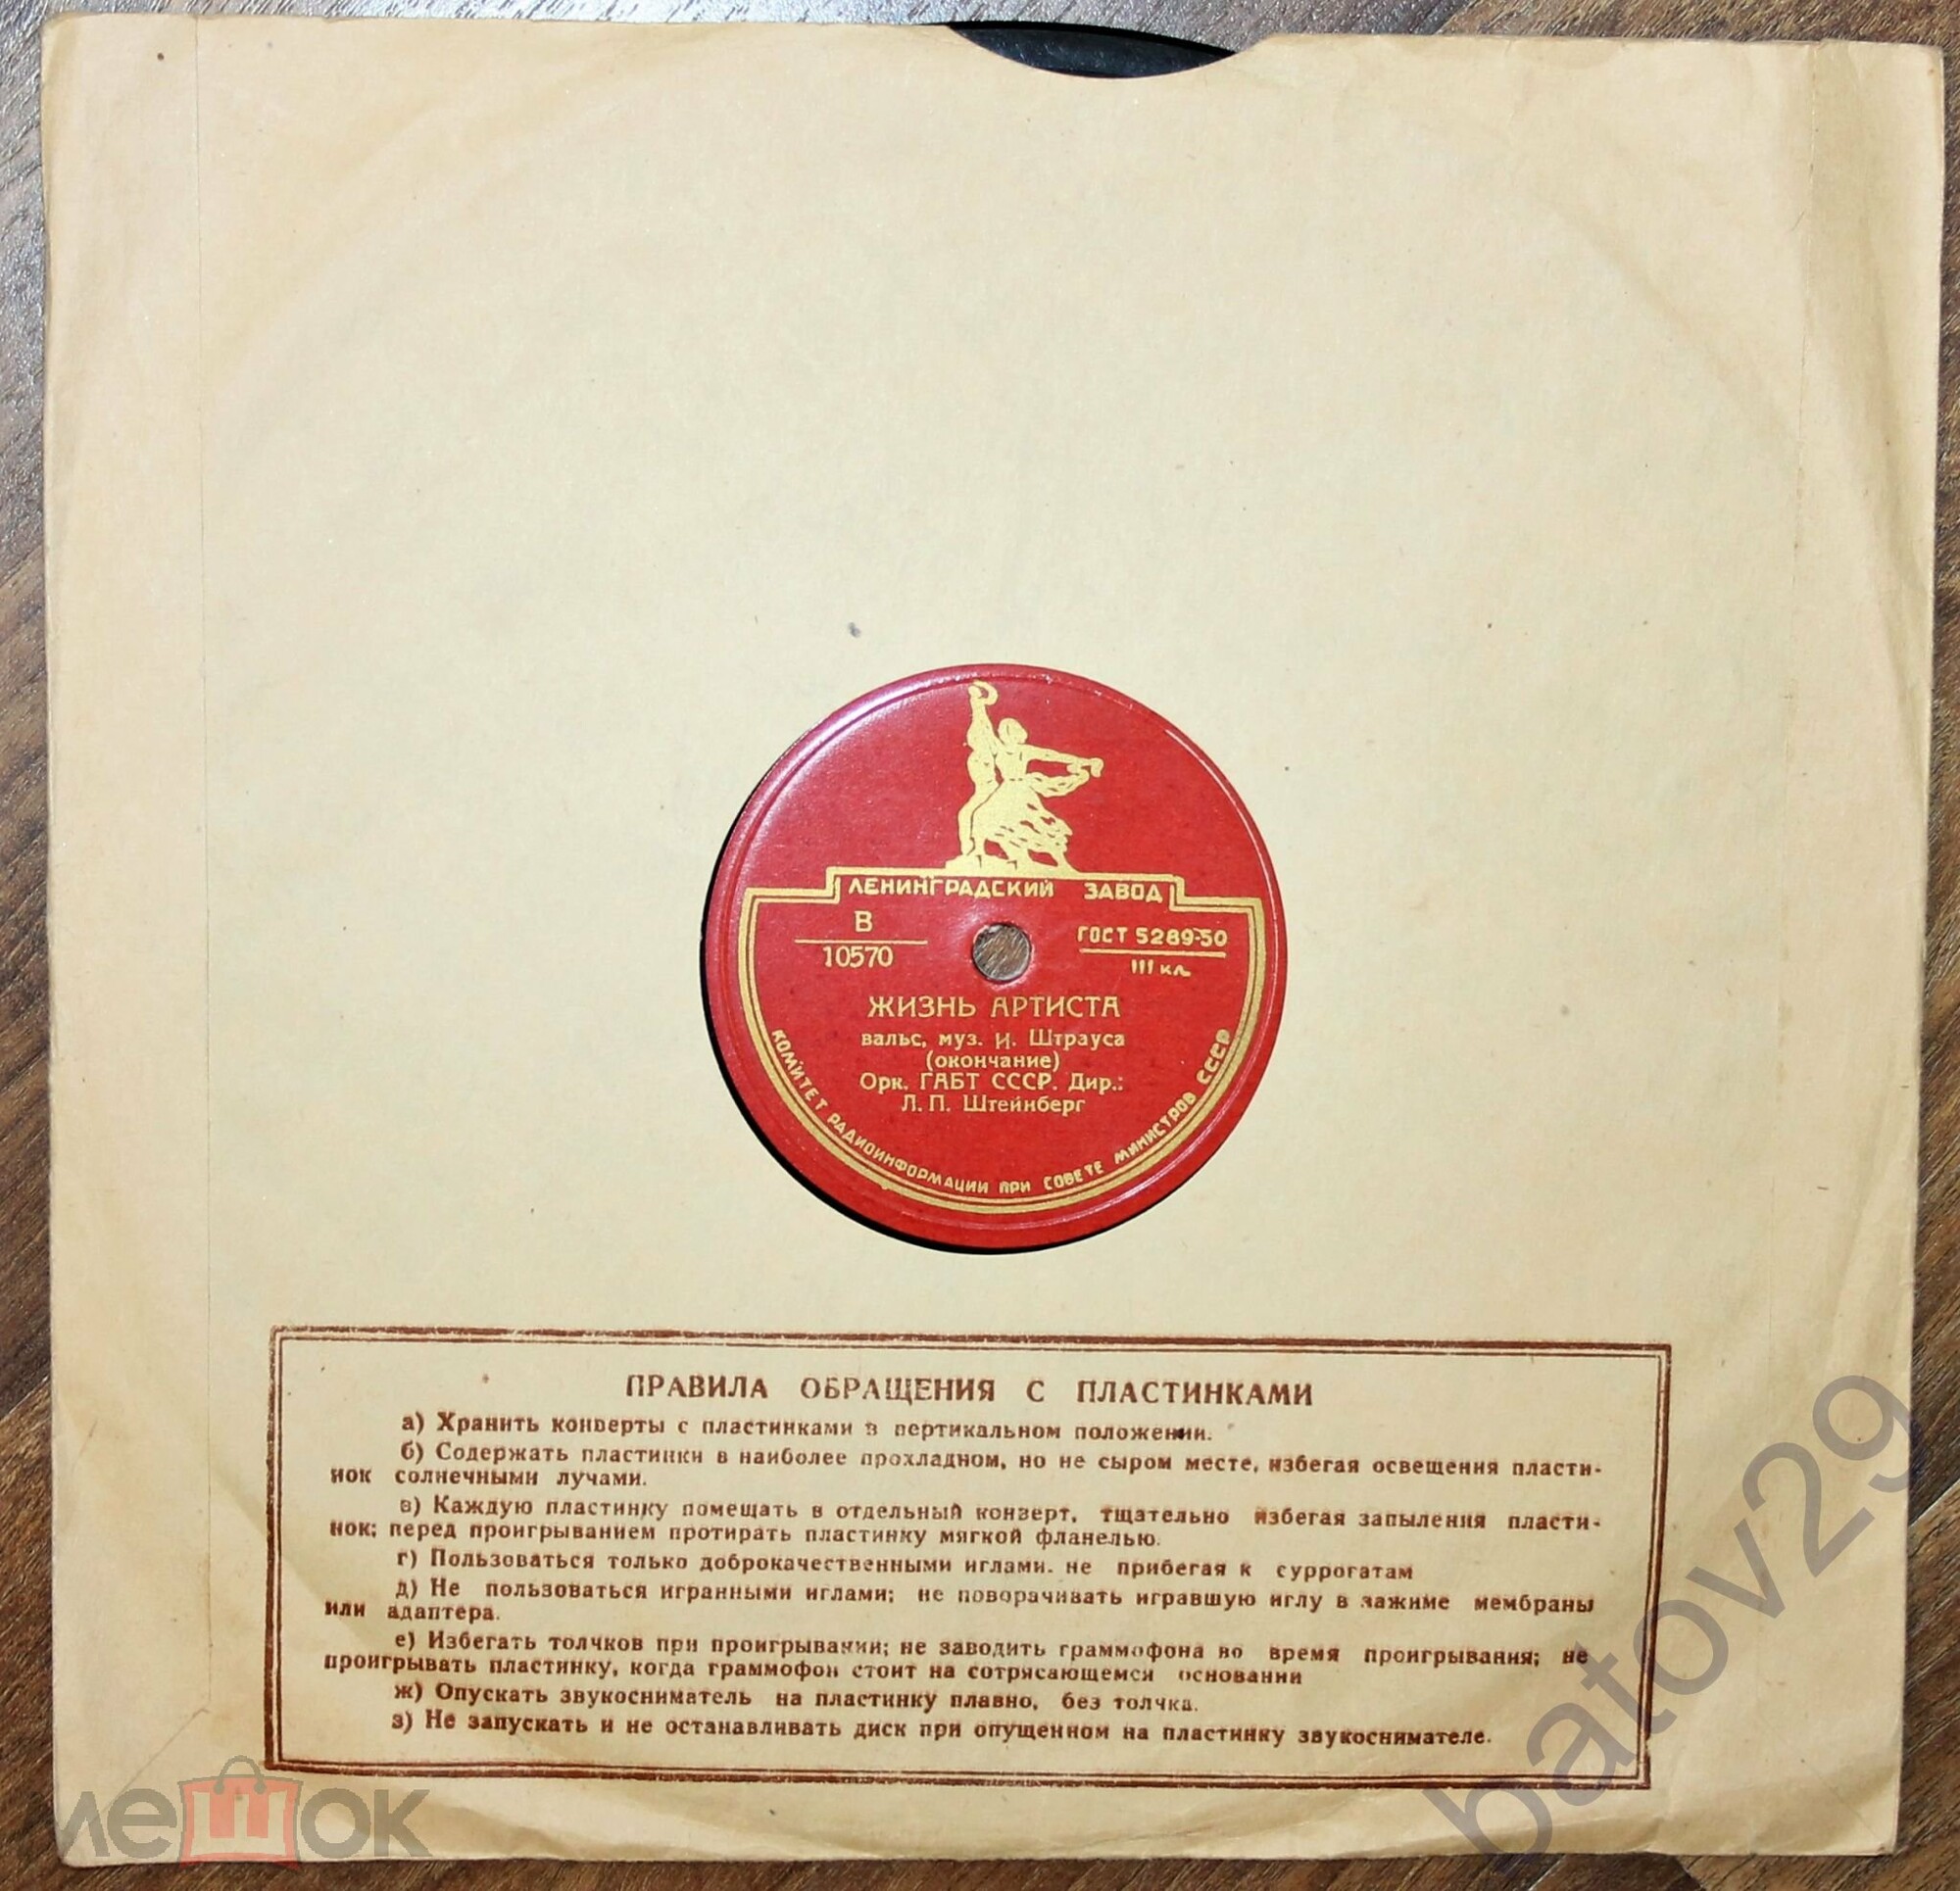 ЛЕНИНГРАДСКИЙ ЗАВОД
В
10570
ГОСТ 5289-50
III кл.
ЖИЗНЬ АРТИСТА
вальс, муз. И. Штрауса
(окончание)
Орк. ГАБТ СССР. Дир.:
Л. П. Штейнберг
КОМИТЕТ РАДИОИНФОРМАЦИИ ПРИ СОВЕТЕ МИНИСТРОВ СССР
ПРАВИЛА ОБРАЩЕНИЯ С ПЛАСТИНКАМИ
а) Хранить конверты с пластинками в вертикальном положении.
б) Содержать пластинки в наиболее прохладном, но не сыром месте, избегая освещения пласти-
нок солнечными лучами.
в) Каждую пластинку помещать в отдельный конверт, тщательно избегая запыления пласти-
нок; перед проигрыванием протирать пластинку мягкой фланелью.
г) Пользоваться только доброкачественными иглами, не прибегая к суррогатам
д) Не пользоваться игранными иглами; не поворачивать игравшую иглу в зажиме мембраны
или адаптера.
е) Избегать толчков при проигрывании; не заводить граммофона во время проигрывания; не
проигрывать пластинку, когда граммофон стоит на сотрясающемся основании
ж) Опускать звукосниматель на пластинку плавно, без толчка.
з) Не запускать и не останавливать диск при опущенном на пластинку звукоснимателе.
лешок
batov29